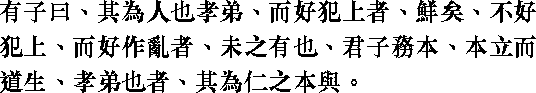 有子曰、其為人也孝弟、而好犯上者、鮮矣、不好
犯上、而好作亂者、未之有也、君子務本、本立而
道生、孝弟也者、其為仁之本與。